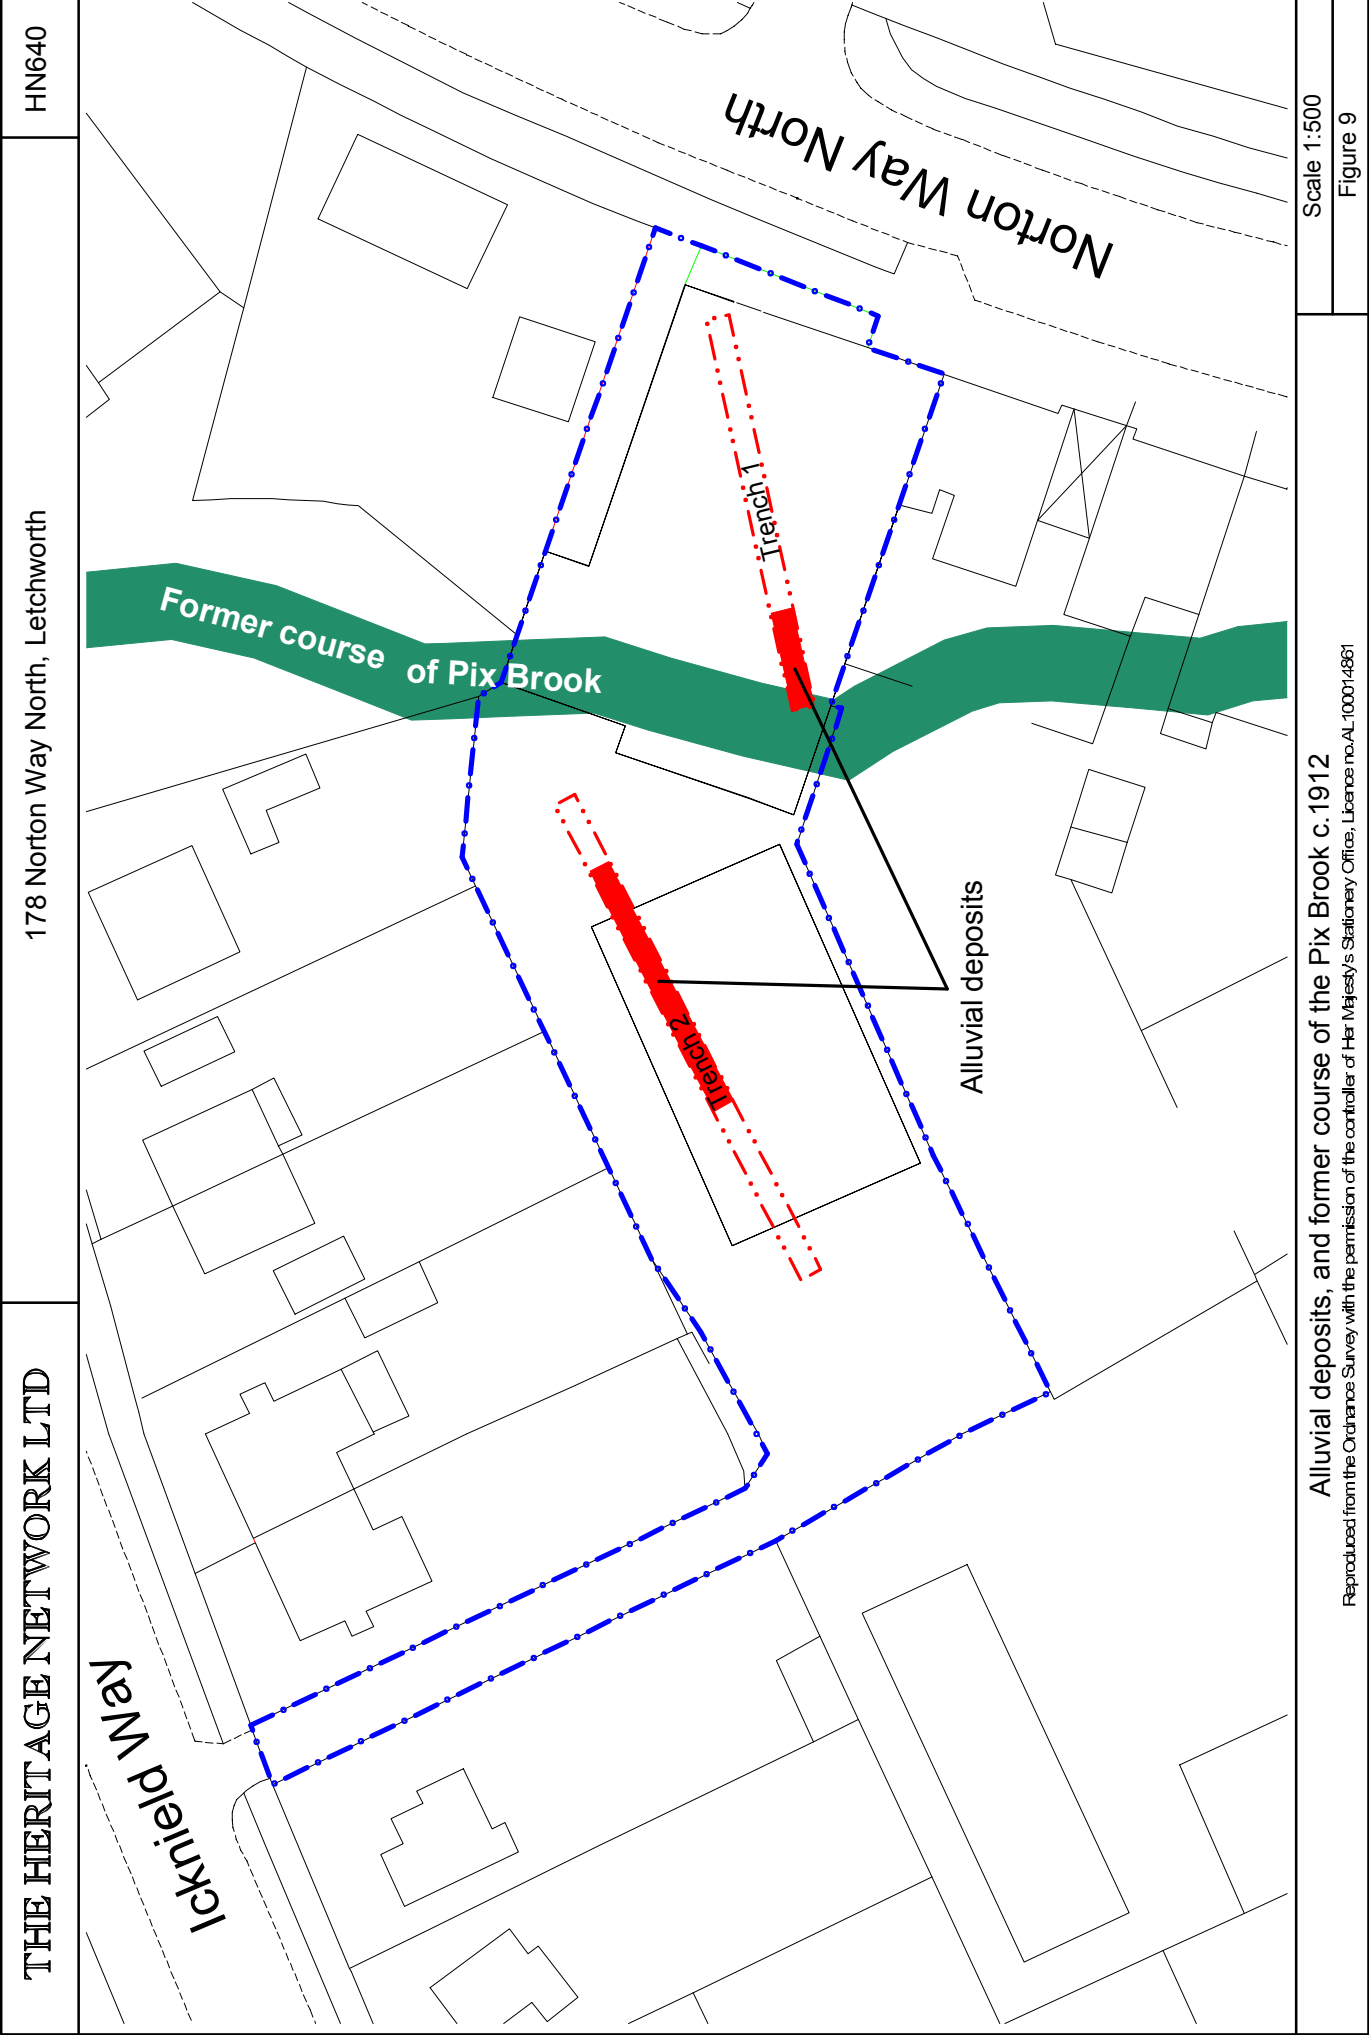 THE HERITAGE NETWORK LTD
178 Norton Way North, Letchworth
HN640
Icknield Way
Norton Way North
Former course of Pix Brook
Trench 1
Trench 2
Alluvial deposits
Alluvial deposits, and former course of the Pix Brook c.1912
Scale 1:500
Reproduced from the Ordnance Survey with the permission of the controller of Her Majesty's Stationery Office, Licence no.AL100014861
Figure 9